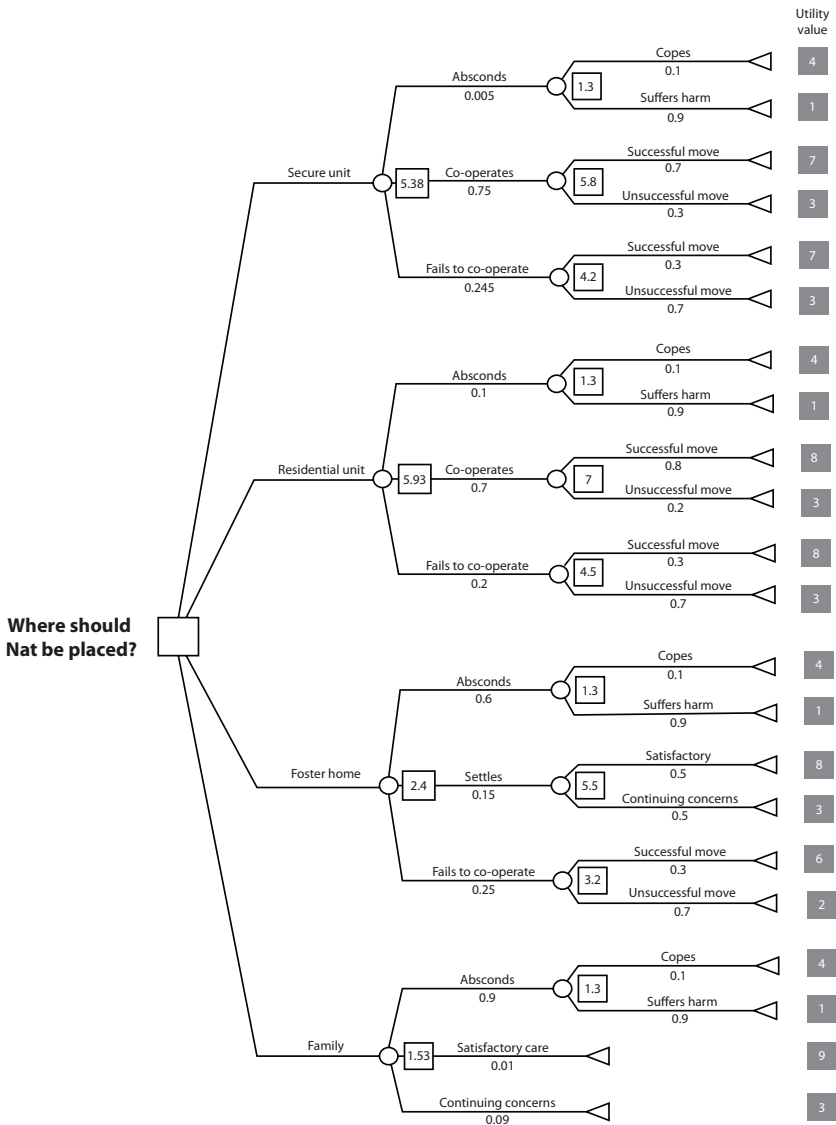 Utility
value
Copes
0.1
4
Absconds
0.005
1.3
Suffers harm
0.9
1
Secure unit
5.38
Co-operates
0.75
5.8
Successful move
0.7
7
Unsuccessful move
0.3
3
Fails to co-operate
0.245
4.2
Successful move
0.3
7
Unsuccessful move
0.7
3
Copes
0.1
4
Absconds
0.1
1.3
Suffers harm
0.9
1
Residential unit
5.93
Co-operates
0.7
7
Successful move
0.8
8
Unsuccessful move
0.2
3
Fails to co-operate
0.2
4.5
Successful move
0.3
8
Unsuccessful move
0.7
3
Where should
Nat be placed?
Copes
0.1
4
Absconds
0.6
1.3
Suffers harm
0.9
1
Foster home
2.4
Settles
0.15
5.5
Satisfactory
0.5
8
Continuing concerns
0.5
3
Fails to co-operate
0.25
3.2
Successful move
0.3
6
Unsuccessful move
0.7
2
Copes
0.1
4
Absconds
0.9
1.3
Suffers harm
0.9
1
Family
1.53
Satisfactory care
0.01
9
Continuing concerns
0.09
3